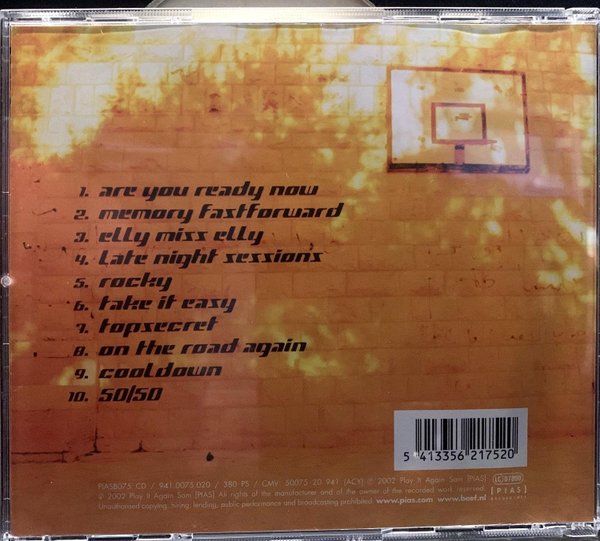 1. are you ready now
2. memory fastforward
3. elly miss elly
4. late night sessions
5. rocky
6. take it easy
7. topsecret
8. on the road again
9. cooldown
10. 50/50
5 413356 217520
PIASB075 CD / 941.0075.020 / 380 PS / CMV: 50075 20 941 (ACY) ℗ 2002 Play It Again Sam [PIAS]
© 2002 Play It Again Sam [PIAS] All rights of the manufacturer and of the owner of the recorded work reserved.
Unauthorised copying, hiring, lending, public performance and broadcasting prohibited. www.pias.com www.beef.nl
[PIAS]